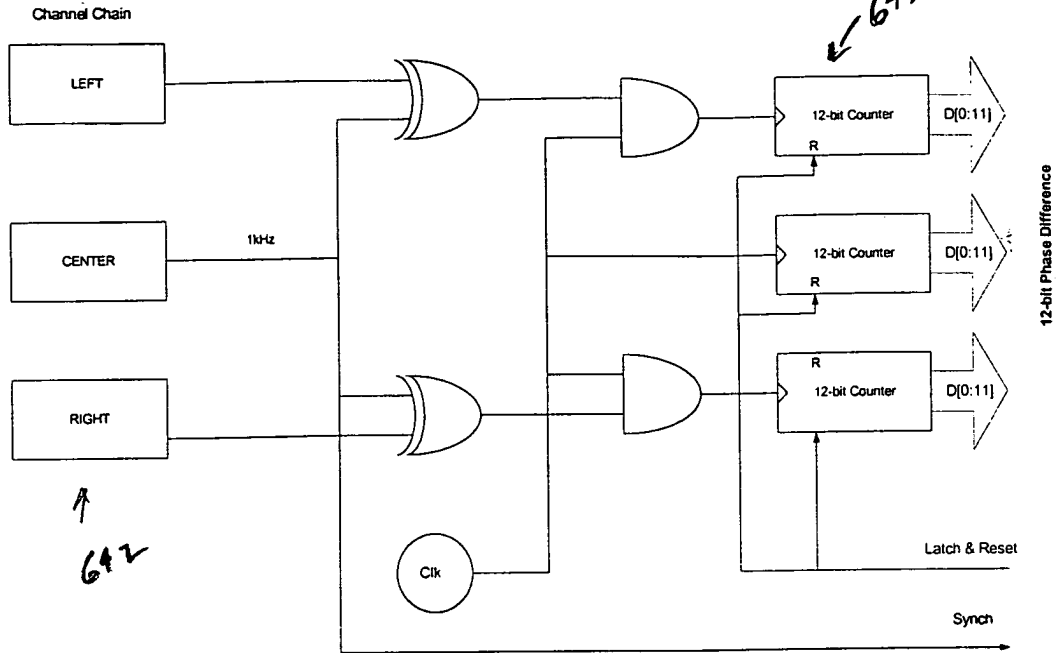 Channel Chain
LEFT
12-bit Counter
R
D[0:11]
CENTER
1kHz
12-bit Counter
R
D[0:11]
12-bit Phase Difference
RIGHT
R
12-bit Counter
D[0:11]
642
Clk
Latch & Reset
Synch